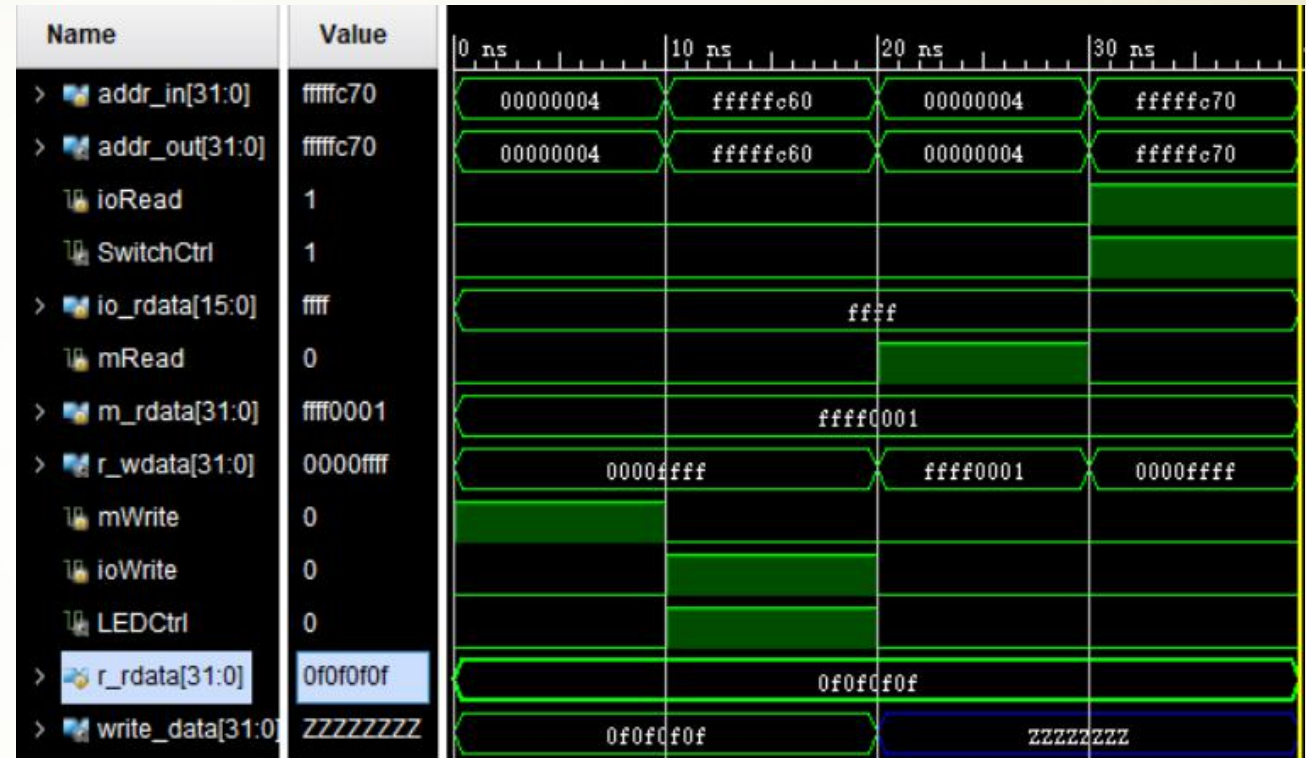 Name Value 0 ns 10 ns 20 ns 30 ns
> addr_in[31:0] fffffc70 00000004 fffffc60 00000004 fffffc70
> addr_out[31:0] fffffc70 00000004 fffffc60 00000004 fffffc70
ioRead 1
SwitchCtrl 1
> io_rdata[15:0] ffff ffff
mRead 0
> m_rdata[31:0] ffff0001 ffff0001
> r_wdata[31:0] 0000ffff 0000ffff ffff0001 0000ffff
mWrite 0
ioWrite 0
LEDCtrl 0
> r_rdata[31:0] 0f0f0f0f 0f0f0f0f
> write_data[31:0] ZZZZZZZZ 0f0f0f0f ZZZZZZZZ